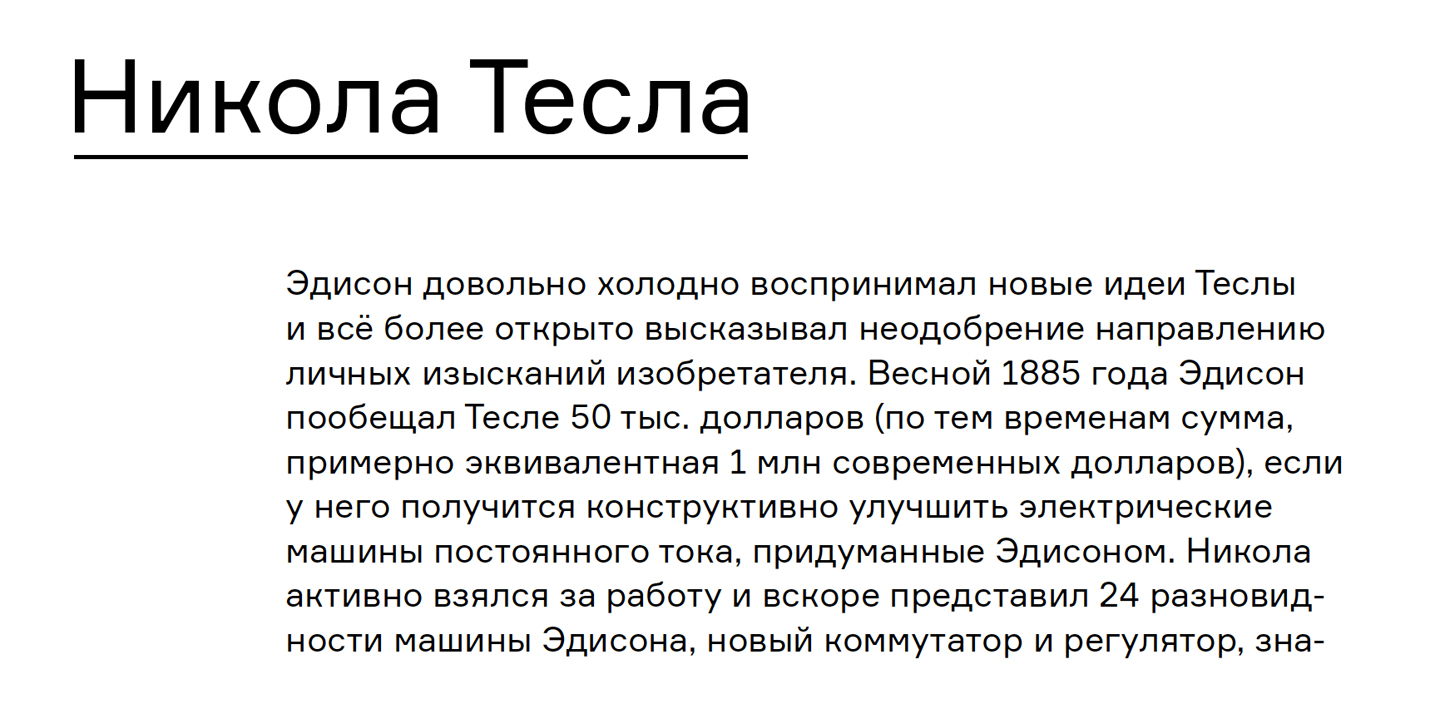 Никола Тесла
Эдисон довольно холодно воспринимал новые идеи Теслы
и всё более открыто высказывал неодобрение направлению
личных изысканий изобретателя. Весной 1885 года Эдисон
пообещал Тесле 50 тыс. долларов (по тем временам сумма,
примерно эквивалентная 1 млн современных долларов), если
у него получится конструктивно улучшить электрические
машины постоянного тока, придуманные Эдисоном. Никола
активно взялся за работу и вскоре представил 24 разновид-
ности машины Эдисона, новый коммутатор и регулятор, зна-